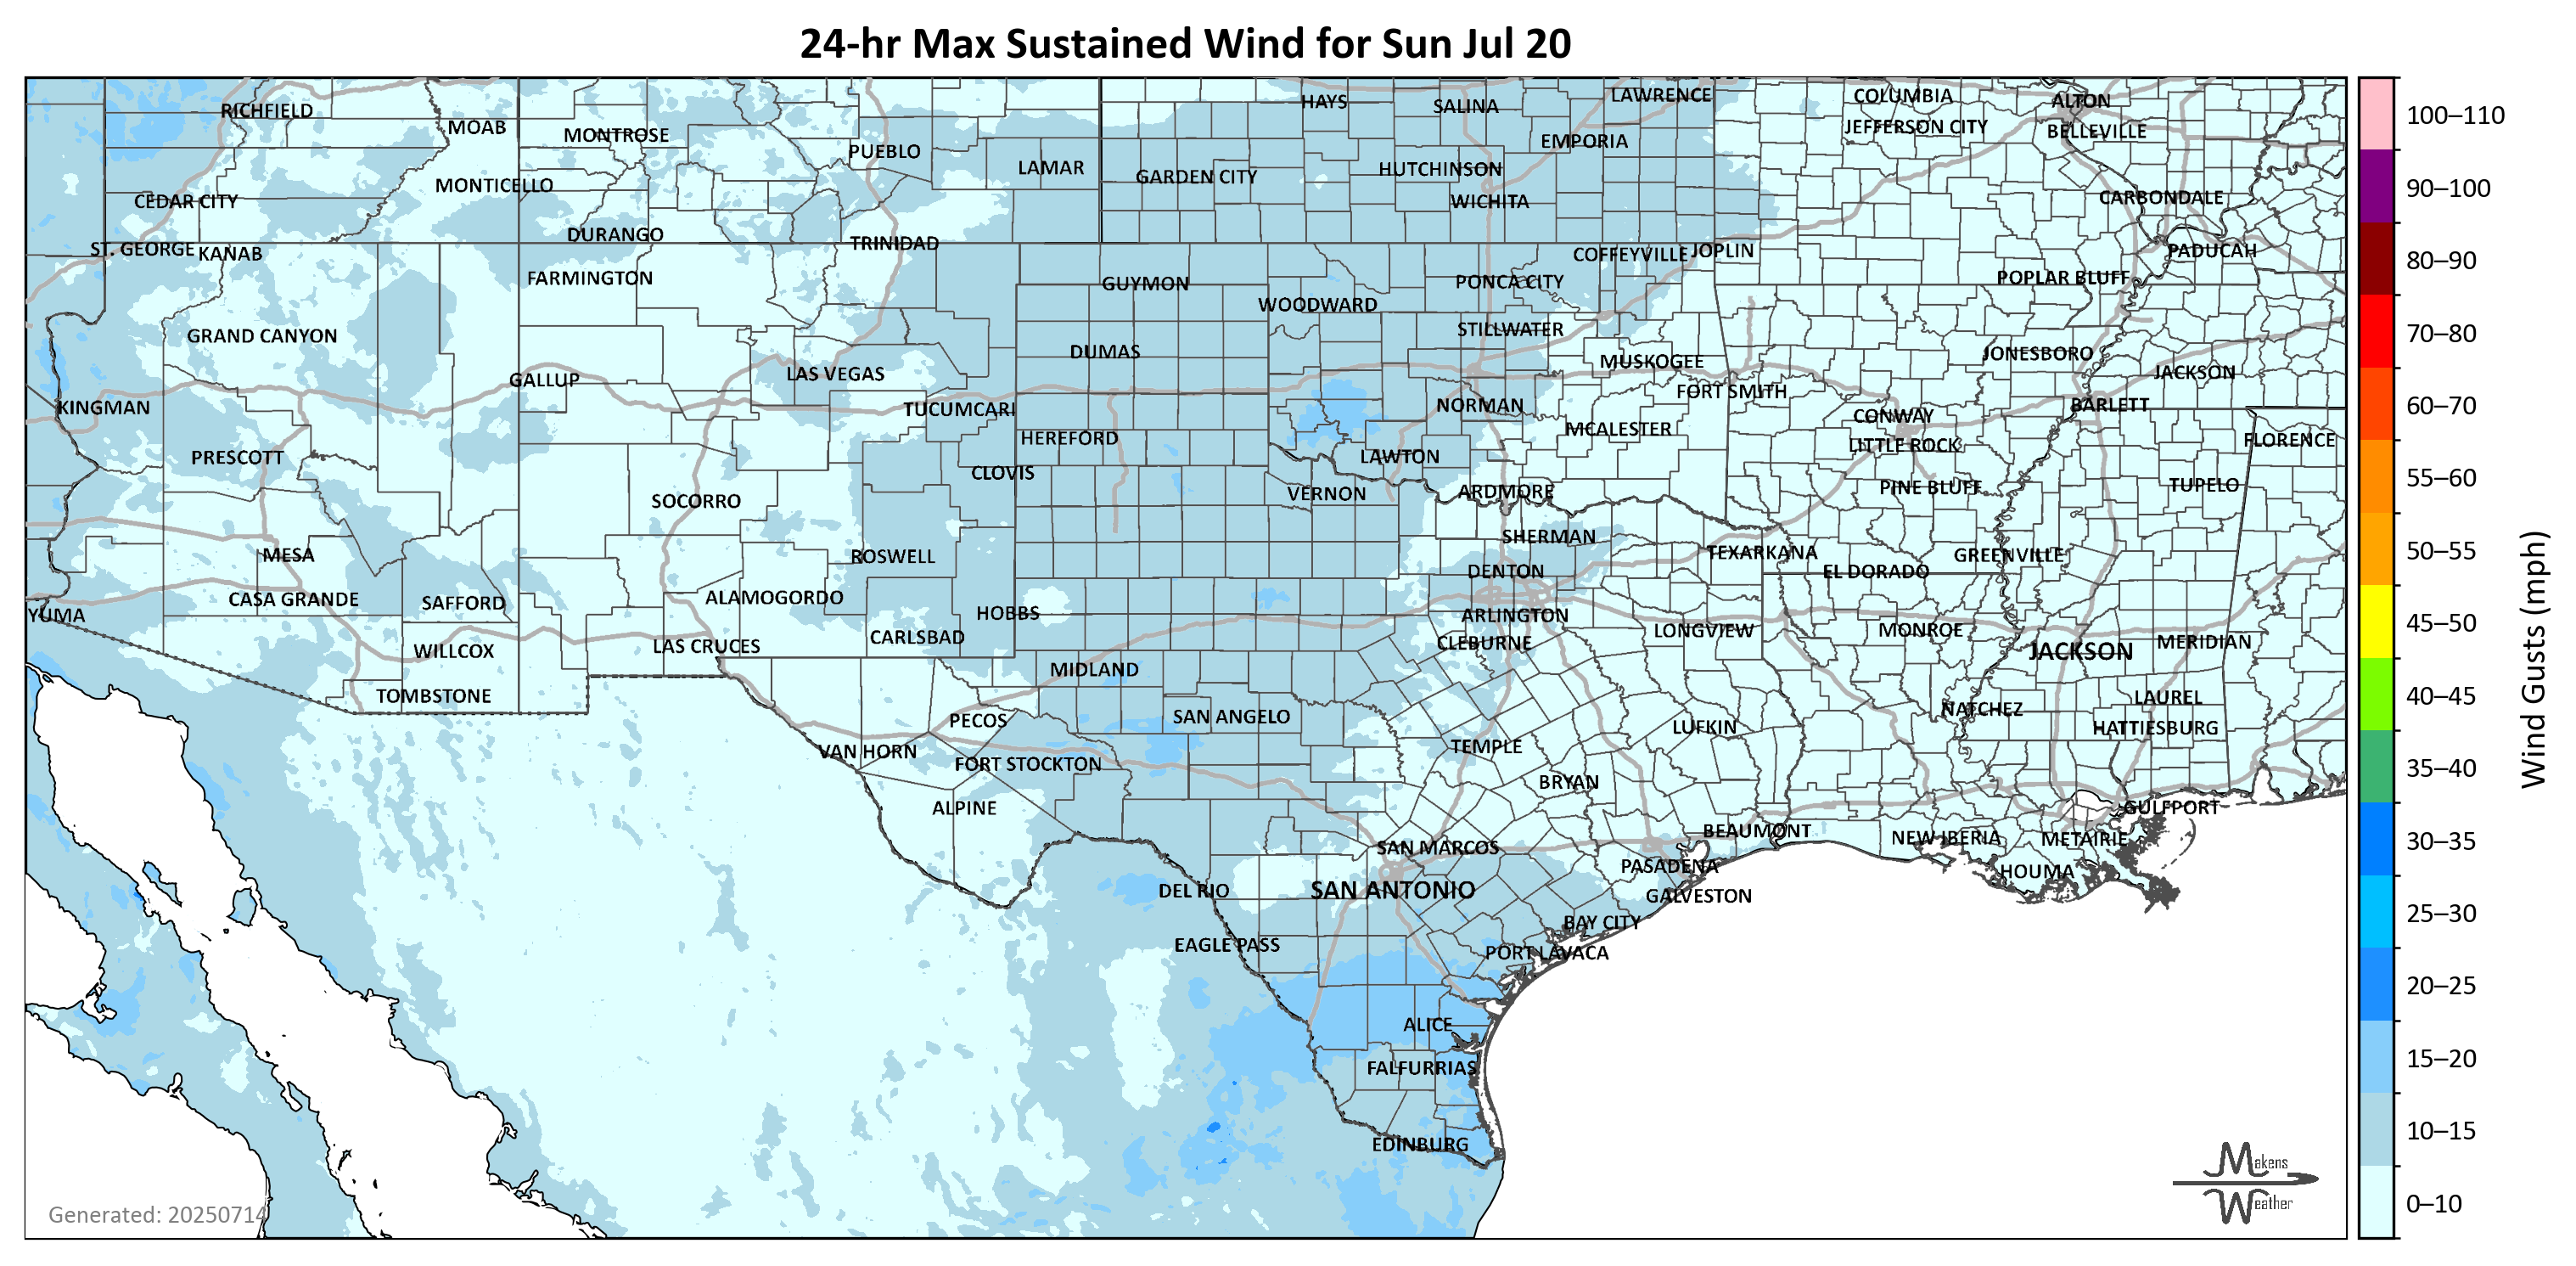 24-hr Max Sustained Wind for Sun Jul 20
RICHFIELD
MOAB
MONTROSE
PUEBLO
LAMAR
HAYS
SALINA
LAWRENCE
COLUMBIA
ALTON
JEFFERSON CITY
BELLEVILLE
EMPORIA
GARDEN CITY
HUTCHINSON
MONTICELLO
CEDAR CITY
WICHITA
CARBONDALE
DURANGO
TRINIDAD
ST. GEORGE
KANAB
COFFEYVILLE
JOPLIN
PADUCAH
FARMINGTON
GUYMON
PONCA CITY
POPLAR BLUFF
WOODWARD
GRAND CANYON
STILLWATER
DUMAS
JONESBORO
MUSKOGEE
LAS VEGAS
GALLUP
JACKSON
FORT SMITH
KINGMAN
TUCUMCARI
NORMAN
BARLETT
CONWAY
MCALESTER
HEREFORD
LITTLE ROCK
FLORENCE
PRESCOTT
LAWTON
CLOVIS
VERNON
ARDMORE
PINE BLUFF
TUPELO
SOCORRO
SHERMAN
MESA
ROSWELL
TEXARKANA
GREENVILLE
DENTON
EL DORADO
CASA GRANDE
SAFFORD
ALAMOGORDO
HOBBS
YUMA
ARLINGTON
LONGVIEW
MONROE
CARLSBAD
CLEBURNE
MERIDIAN
WILLCOX
LAS CRUCES
JACKSON
MIDLAND
TOMBSTONE
LAUREL
PECOS
SAN ANGELO
NATCHEZ
LUFKIN
HATTIESBURG
VAN HORN
TEMPLE
FORT STOCKTON
BRYAN
ALPINE
GULFPORT
BEAUMONT
NEW IBERIA
METAIRIE
SAN MARCOS
PASADENA
HOUMA
DEL RIO
SAN ANTONIO
GALVESTON
BAY CITY
EAGLE PASS
PORT LAVACA
ALICE
FALFURRIAS
EDINBURG
Generated: 20250714
Makens
Weather
100–110
90–100
80–90
70–80
60–70
55–60
50–55
45–50
40–45
35–40
30–35
25–30
20–25
15–20
10–15
0–10
Wind Gusts (mph)